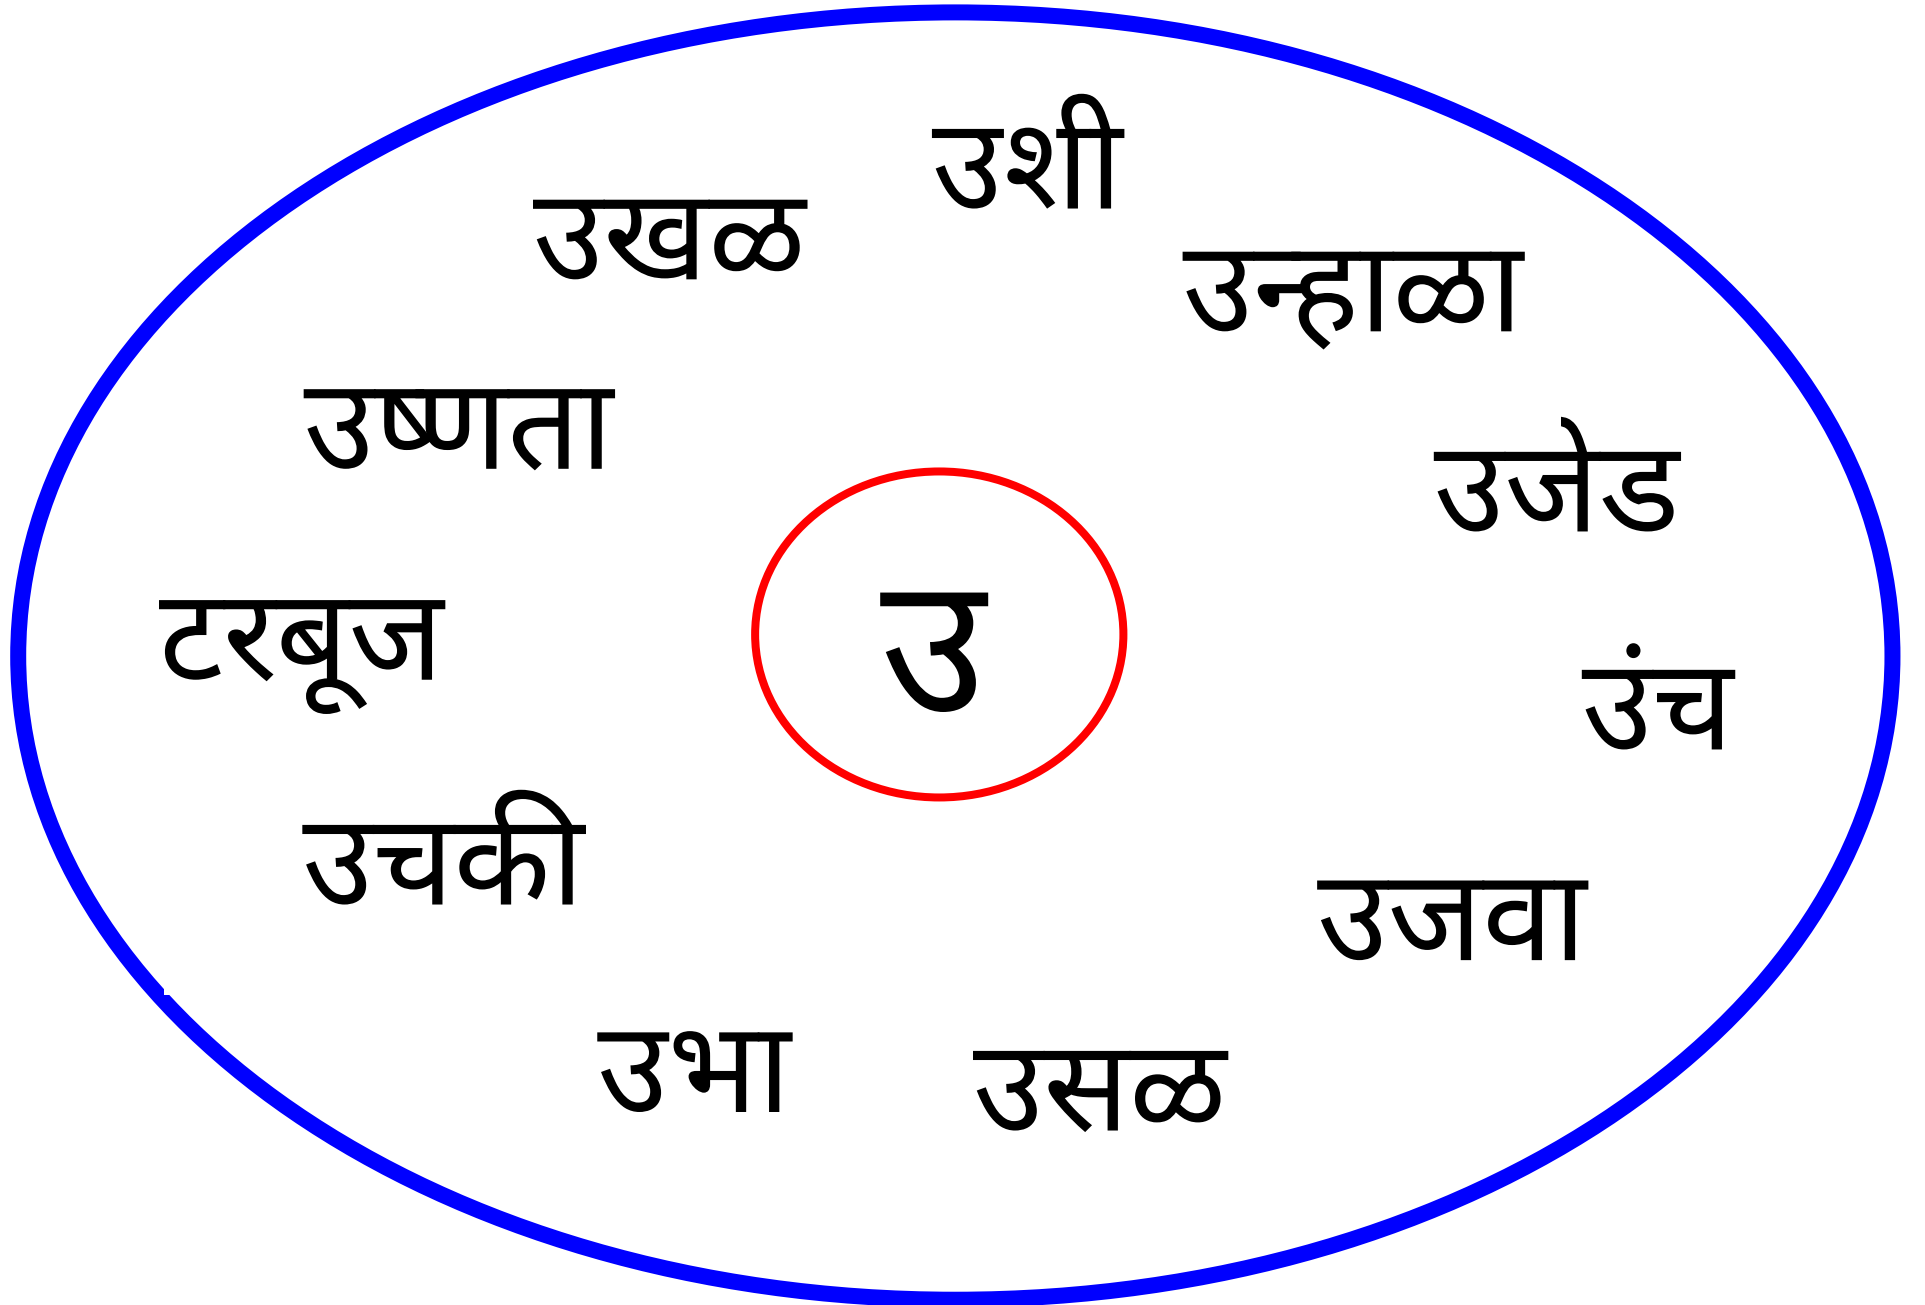 उशी
उखळ
उन्हाळा
उष्णता
उजेड
टरबूज
उ
उंच
उचकी
उजवा
उभा
उसळ